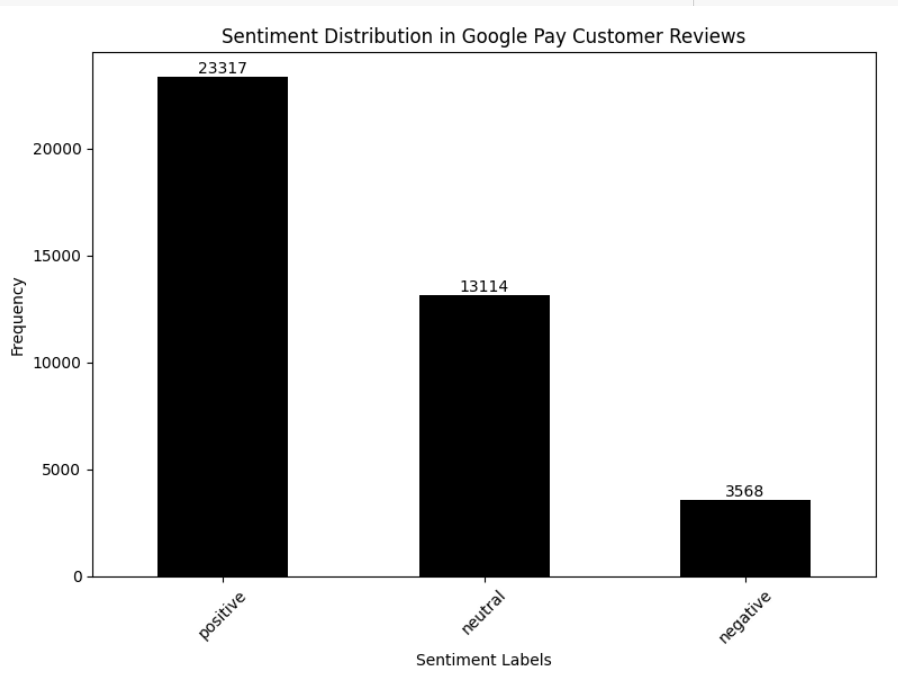 Sentiment Distribution in Google Pay Customer Reviews
23317
13114
3568
20000
15000
10000
5000
0
Frequency
positive
neutral
negative
Sentiment Labels